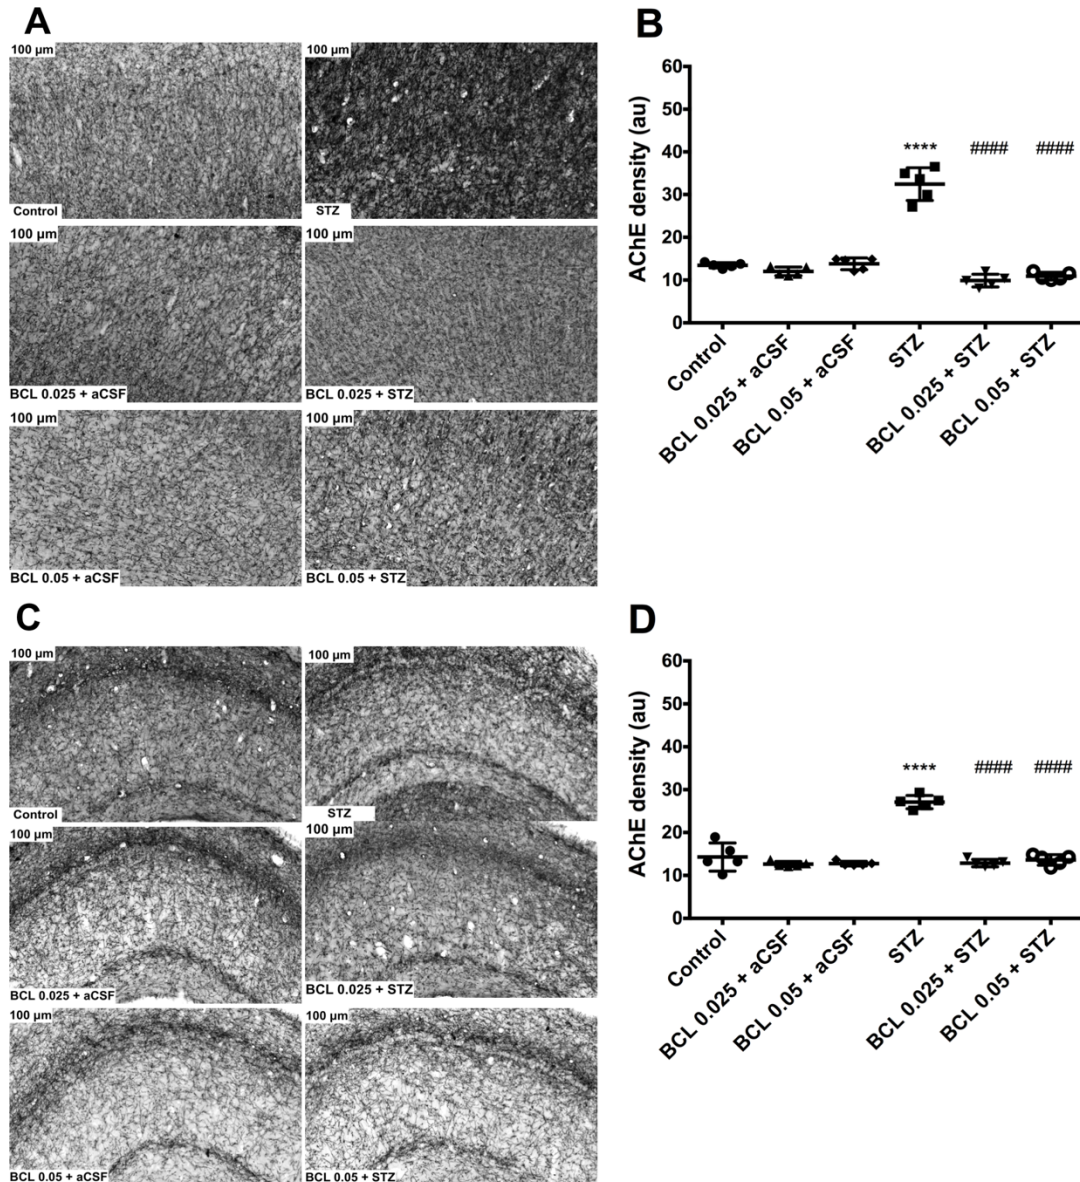 A
100 µm
100 µm
Control
STZ
100 µm
100 µm
BCL 0.025 + aCSF
BCL 0.025 + STZ
100 µm
100 µm
BCL 0.05 + aCSF
BCL 0.05 + STZ
B
AChE density (au)
60
50
40
30
20
10
0
****
####
####
Control
BCL 0.025 + aCSF
BCL 0.05 + aCSF
STZ
BCL 0.025 + STZ
BCL 0.05 + STZ
C
100 µm
100 µm
Control
STZ
100 µm
100 µm
BCL 0.025 + aCSF
BCL 0.025 + STZ
100 µm
100 µm
BCL 0.05 + aCSF
BCL 0.05 + STZ
D
AChE density (au)
60
50
40
30
20
10
0
****
####
####
Control
BCL 0.025 + aCSF
BCL 0.05 + aCSF
STZ
BCL 0.025 + STZ
BCL 0.05 + STZ